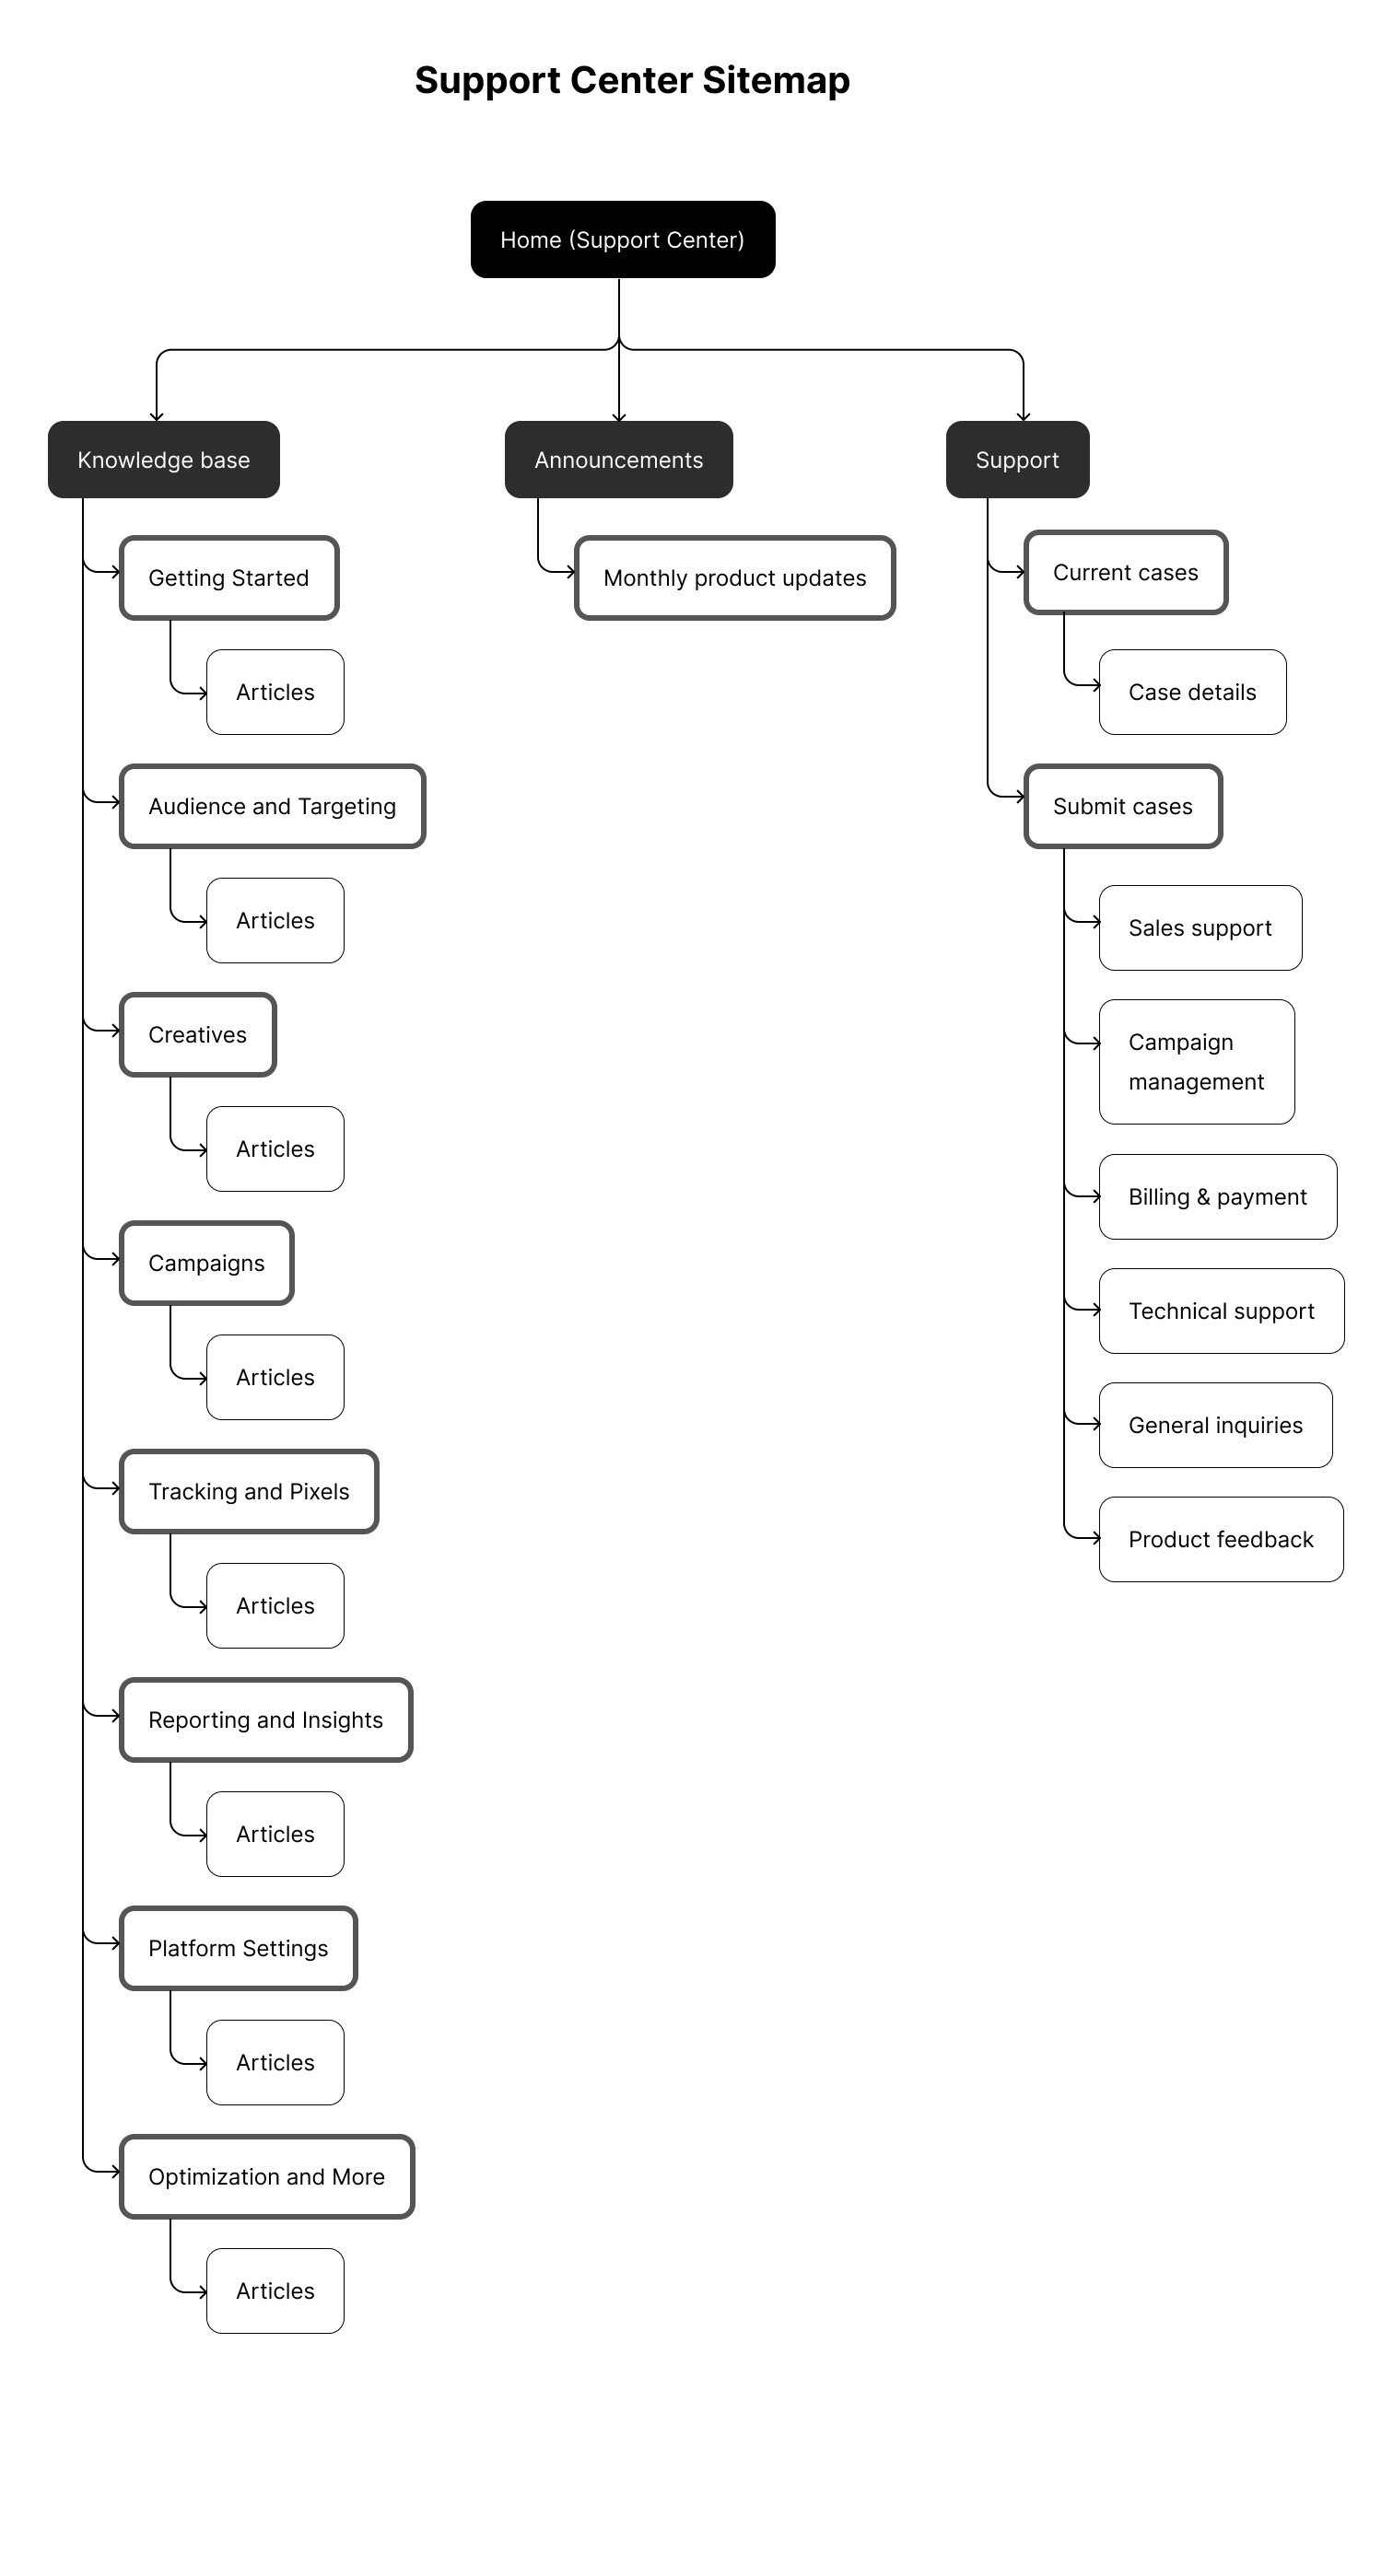 Support Center Sitemap
Home (Support Center)
Knowledge base
Announcements
Support
Getting Started
Articles
Audience and Targeting
Articles
Creatives
Articles
Campaigns
Articles
Tracking and Pixels
Articles
Reporting and Insights
Articles
Platform Settings
Articles
Optimization and More
Articles
Monthly product updates
Current cases
Case details
Submit cases
Sales support
Campaign
management
Billing & payment
Technical support
General inquiries
Product feedback